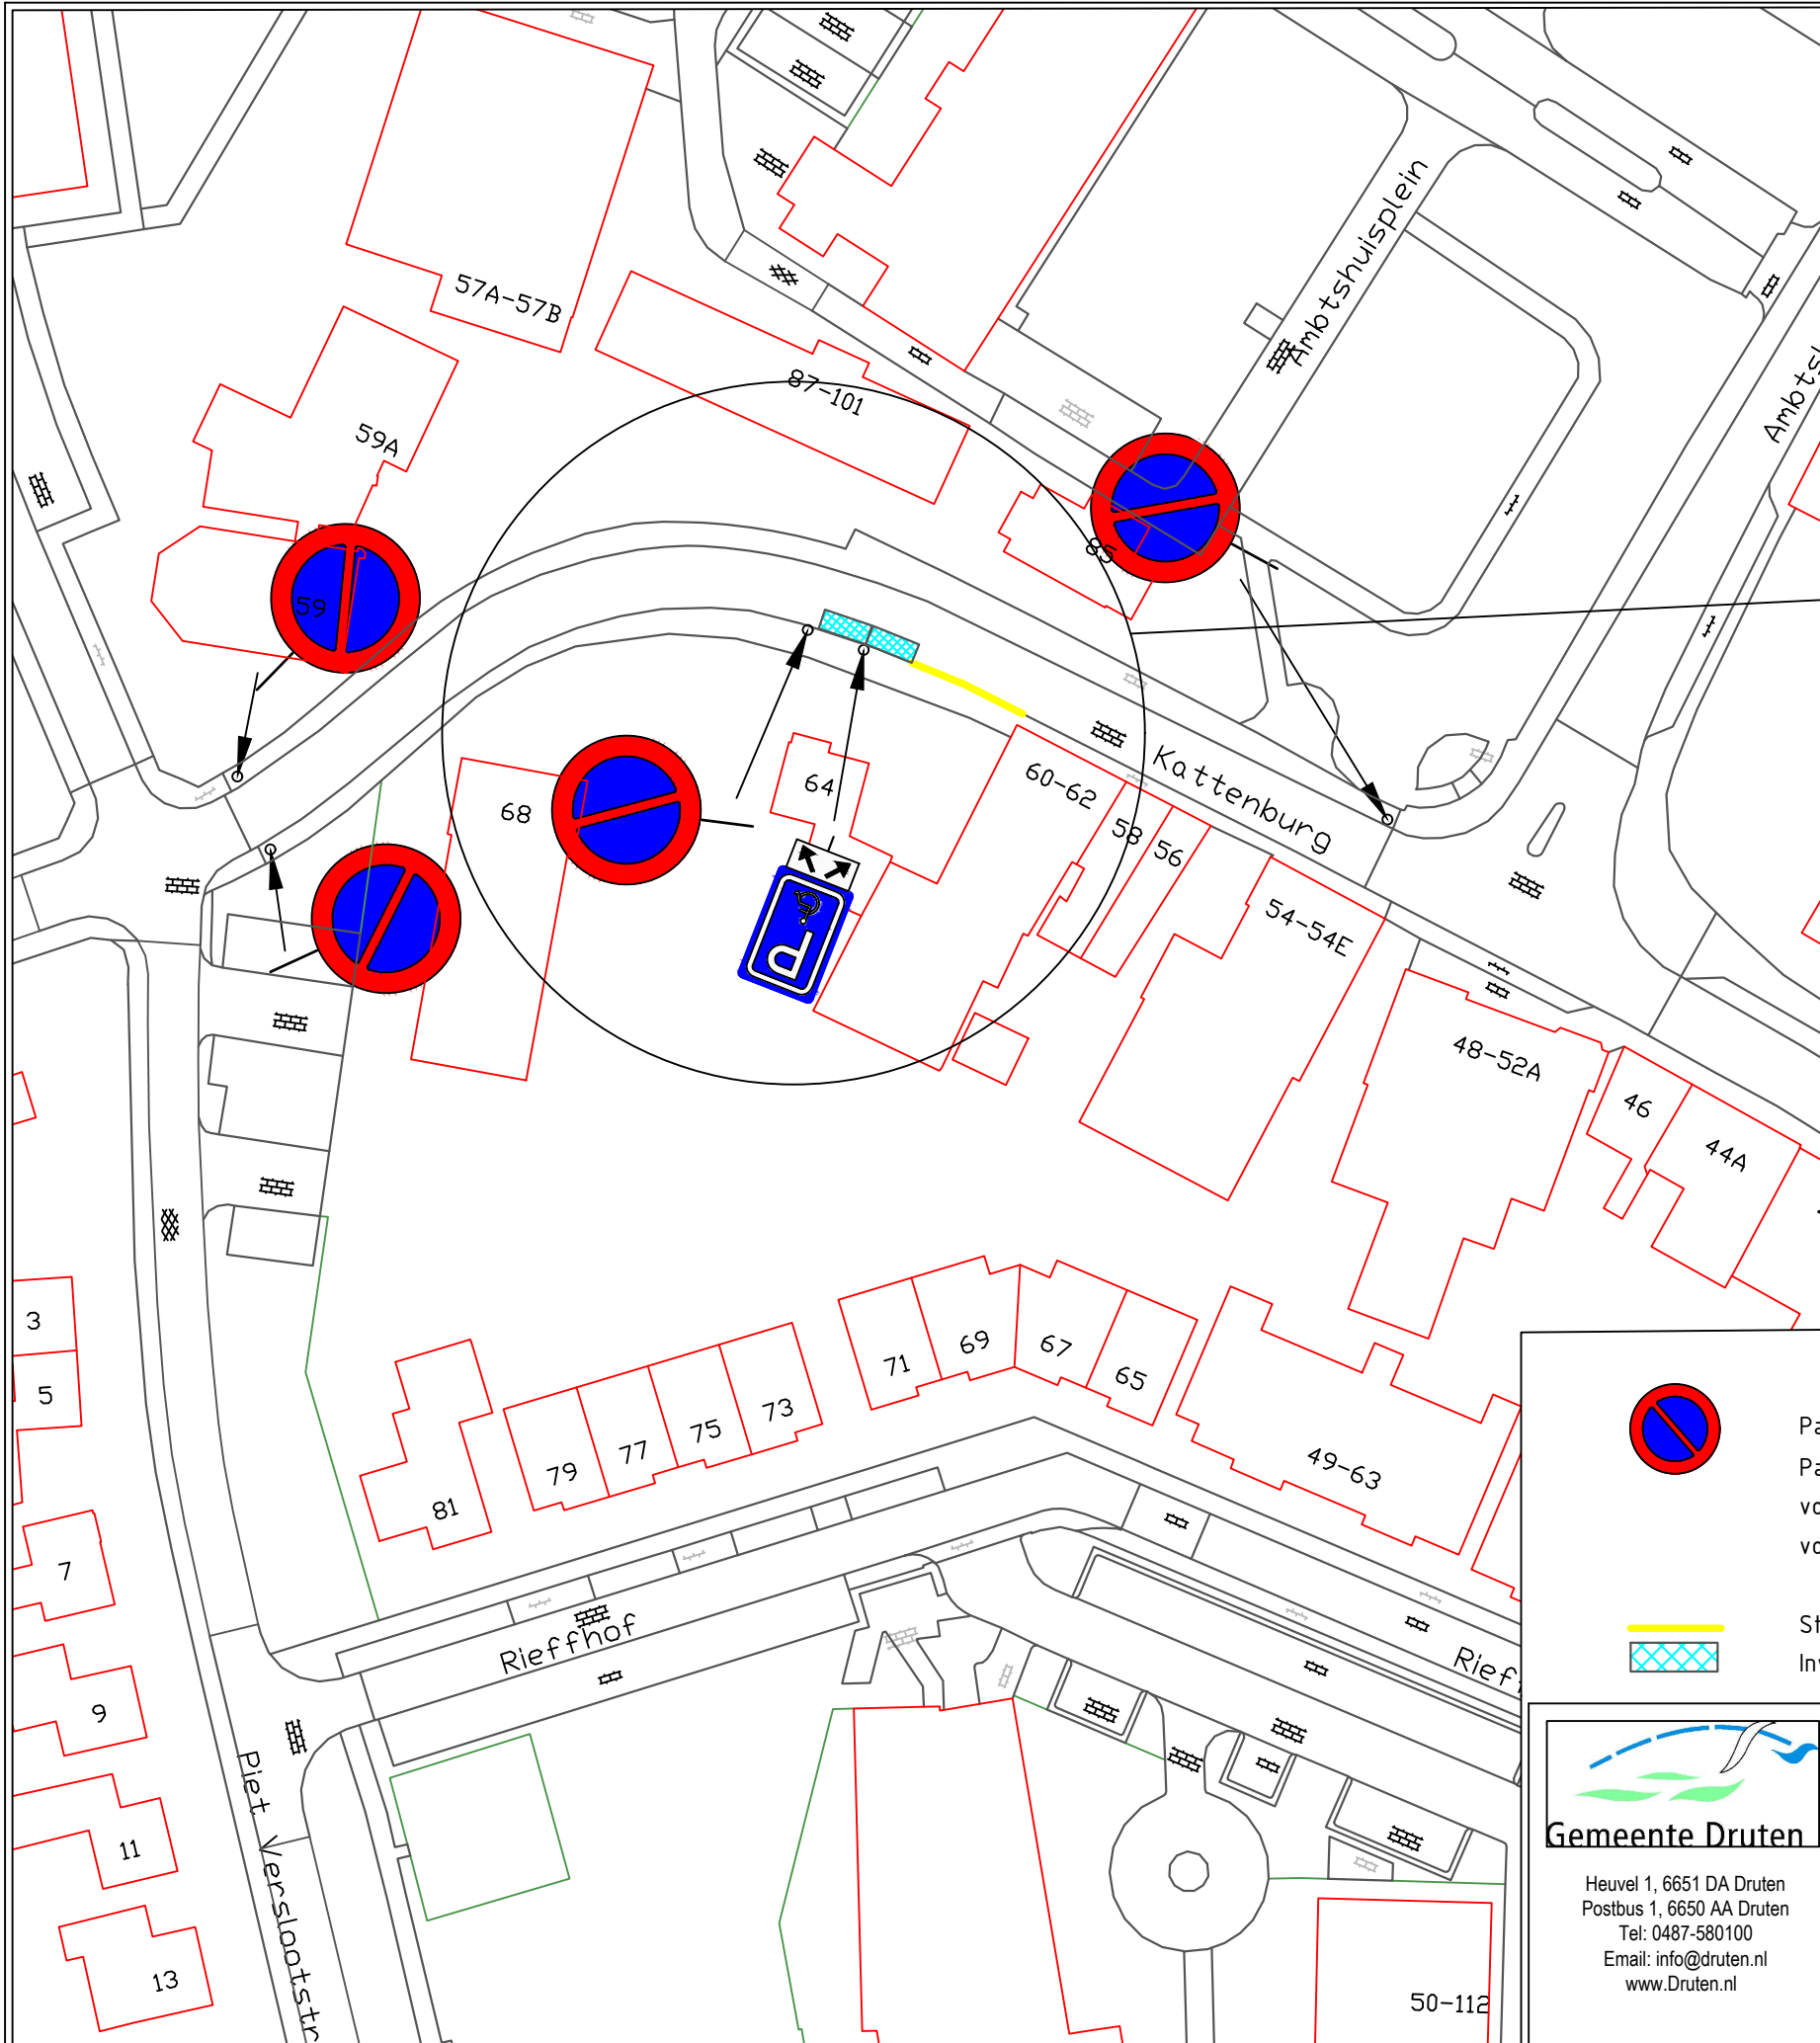 57A-57B
87-101
59A
59
85
Ambtshuisplein
68
64
60-62
58
56
Kattenburg
54-54E
48-52A
46
44A
P
3
5
7
9
11
13
81
79
77
75
73
71
69
67
65
49-63
Rieffhof
Rief
Piet Verslootstr
50-112
Gemeente Druten
Heuvel 1, 6651 DA Druten
Postbus 1, 6650 AA Druten
Tel: 0487-580100
Email: info@druten.nl
www.Druten.nl